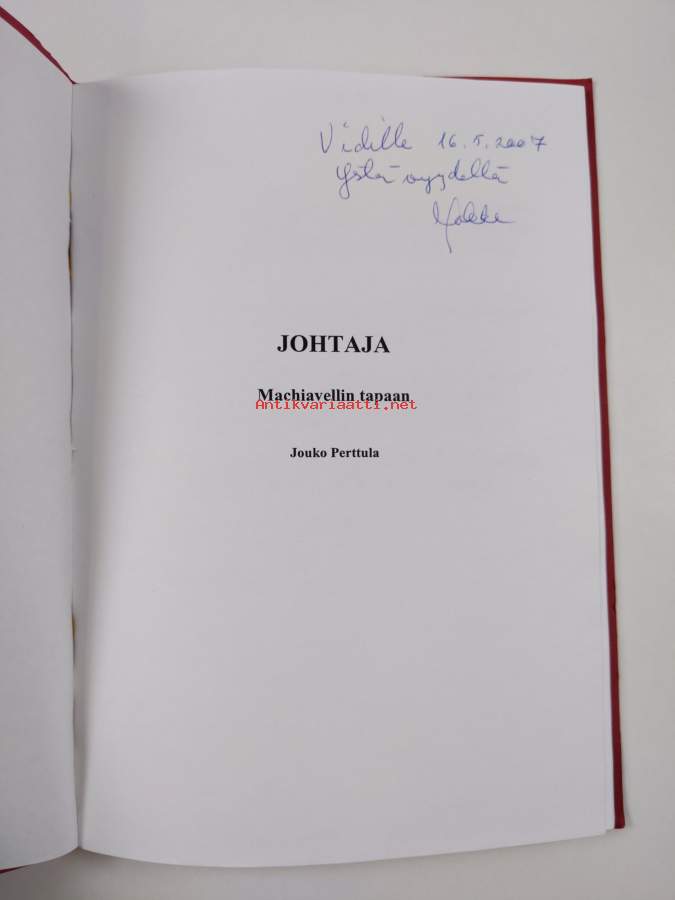 Vidille 16.5.2007
Ystävyydellä
JOHTAJA
Machiavellin tapaan
Antikvariaatti.net
Jouko Perttula